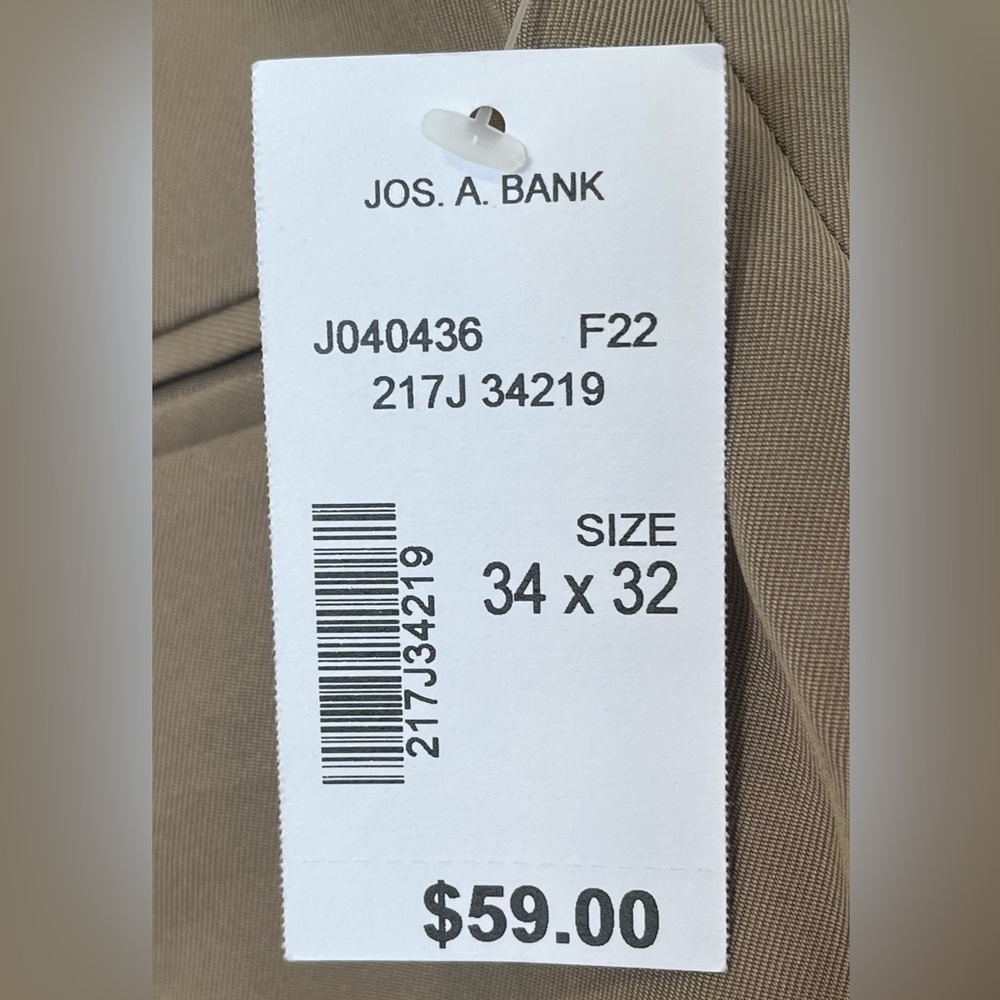 JOS. A. BANK
J040436 F22
217J 34219
SIZE
34 x 32
217J34219
$59.00